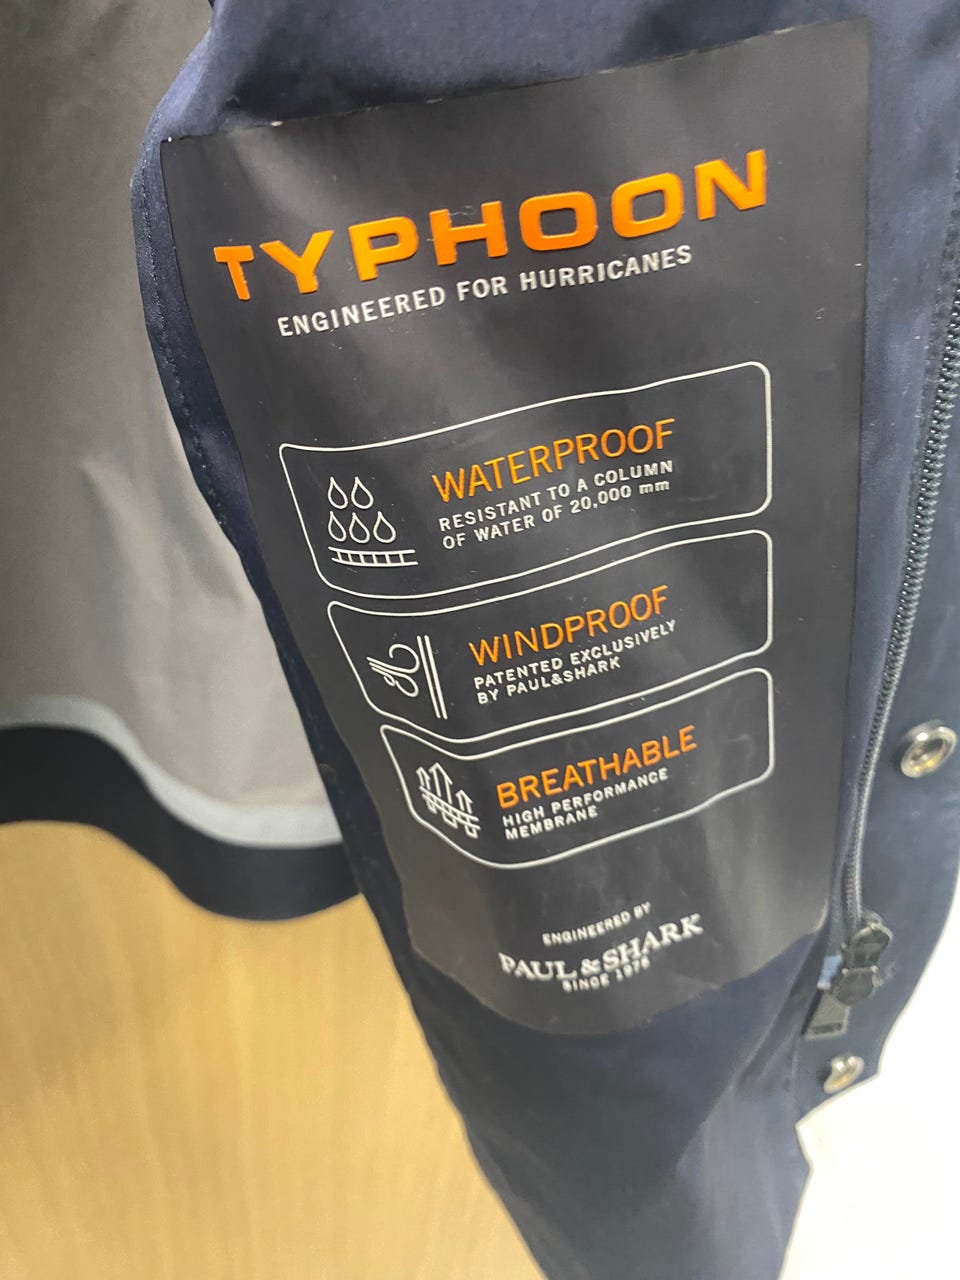 TYPHOON
ENGINEERED FOR HURRICANES
WATERPROOF
RESISTANT TO A COLUMN
OF WATER OF 20,000 mm
WINDPROOF
PATENTED EXCLUSIVELY
BY PAUL&SHARK
BREATHABLE
HIGH PERFORMANCE
MEMBRANE
ENGINEERED BY
PAUL & SHARK
SINCE 1976